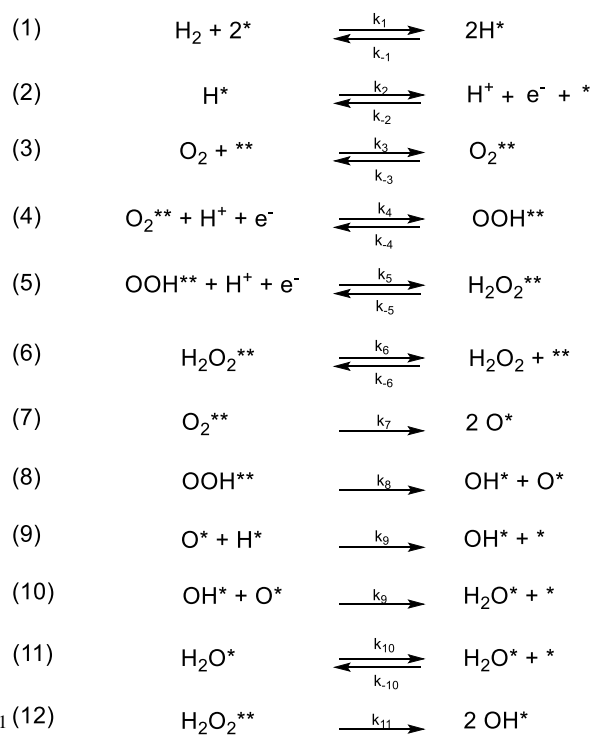 (1) H₂ + 2* k₁ k₋₁ 2H*
(2) H* k₂ k₋₂ H⁺ + e⁻ + *
(3) O₂ + ** k₃ k₋₃ O₂**
(4) O₂** + H⁺ + e⁻ k₄ k₋₄ OOH**
(5) OOH** + H⁺ + e⁻ k₅ k₋₅ H₂O₂**
(6) H₂O₂** k₆ k₋₆ H₂O₂ + **
(7) O₂** k₇ 2 O*
(8) OOH** k₈ OH* + O*
(9) O* + H* k₉ OH* + *
(10) OH* + O* k₉ H₂O* + *
(11) H₂O* k₁₀ k₋₁₀ H₂O* + *
1 (12) H₂O₂** k₁₁ 2 OH*